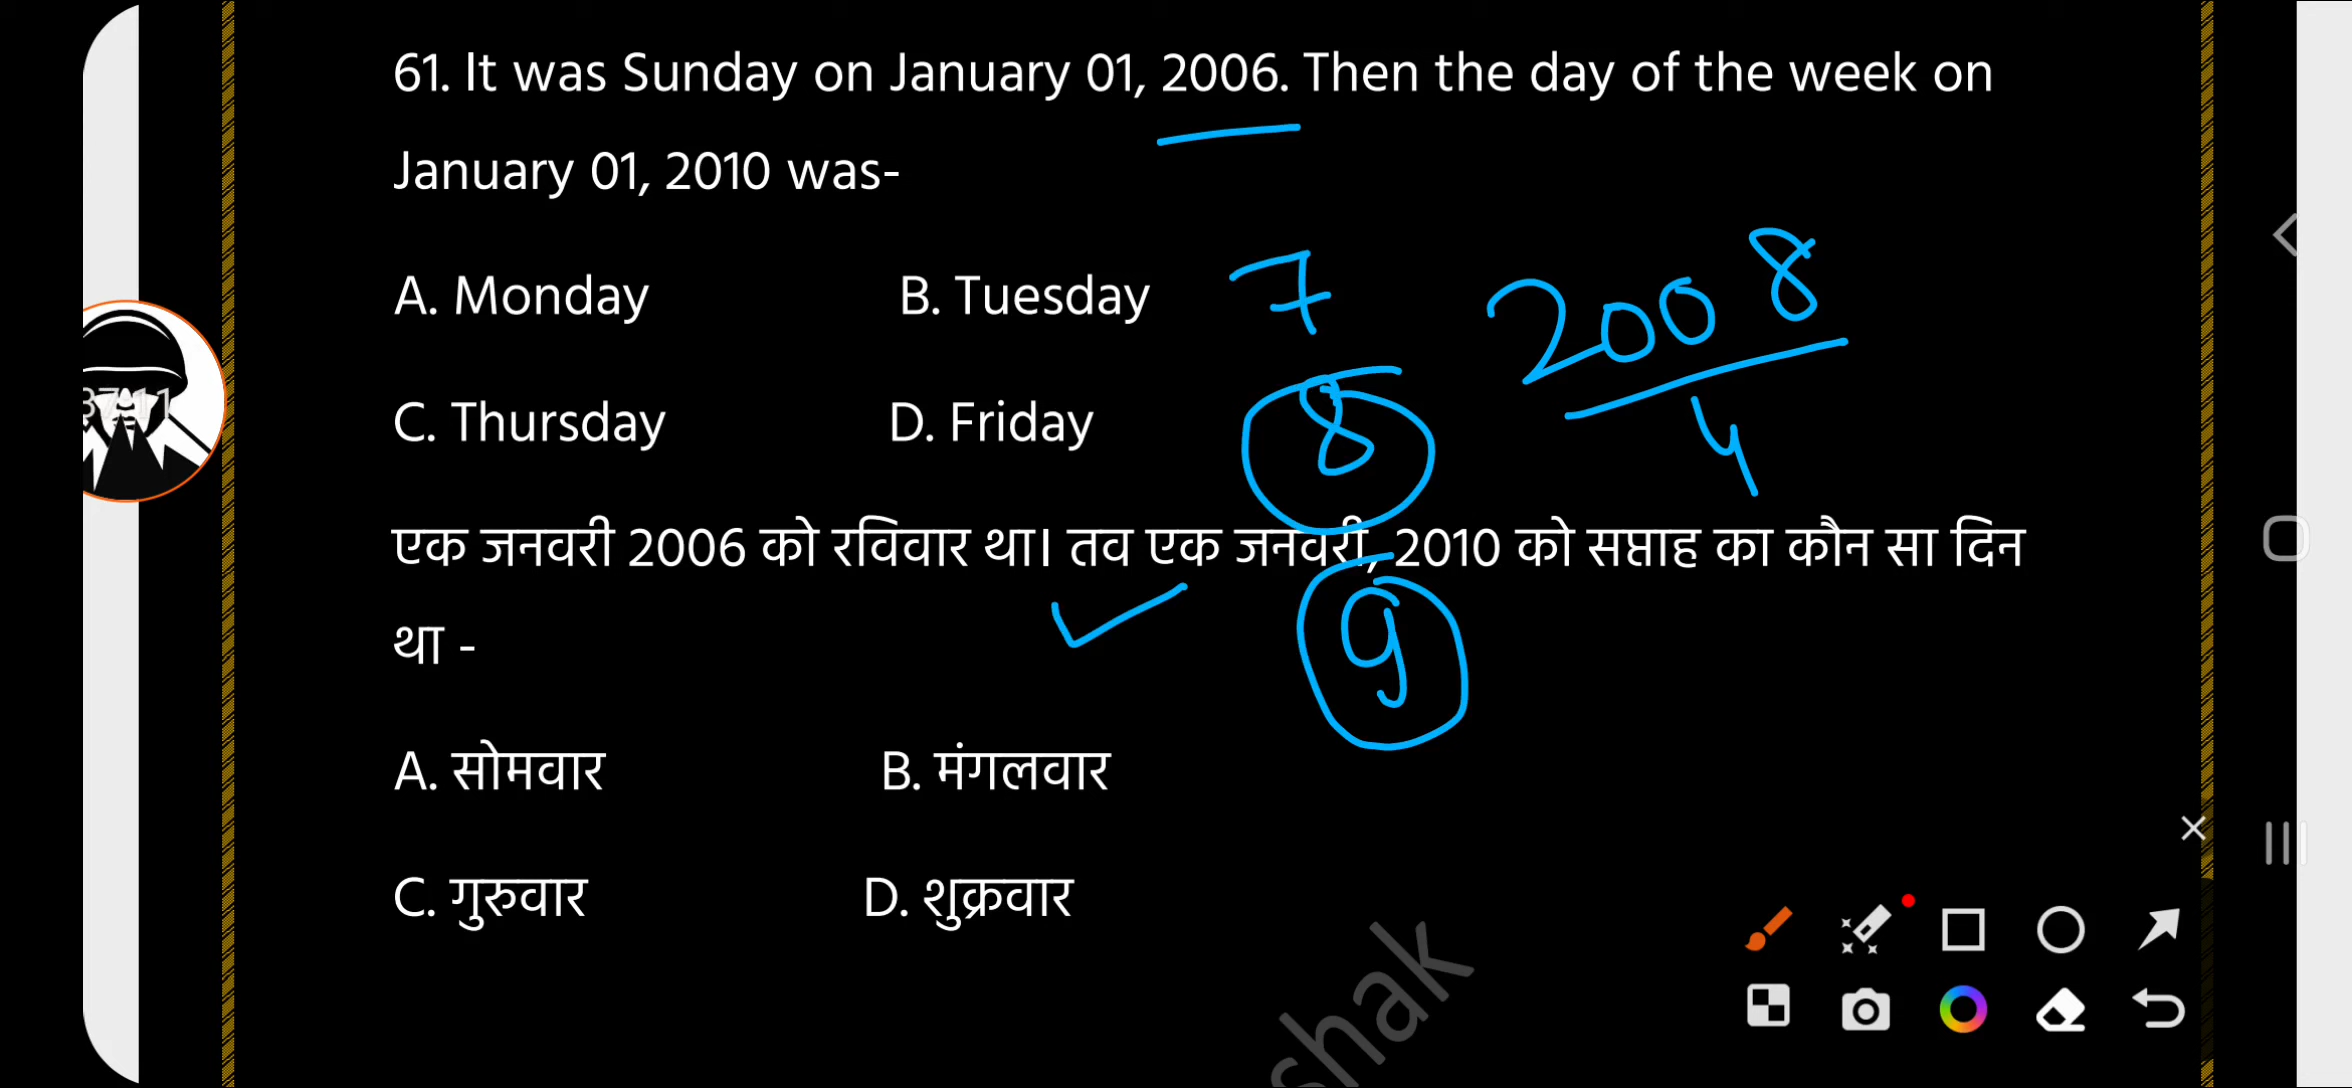 61. It was Sunday on January 01, 2006. Then the day of the week on
January 01, 2010 was-
A. Monday B. Tuesday
7
2008
4
C. Thursday D. Friday
8
एक जनवरी 2006 को रविवार था। तव एक जनवरी, 2010 को सप्ताह का कौन सा दिन
था -
9
A. सोमवार B. मंगलवार
C. गुरुवार D. शुक्रवार
shak